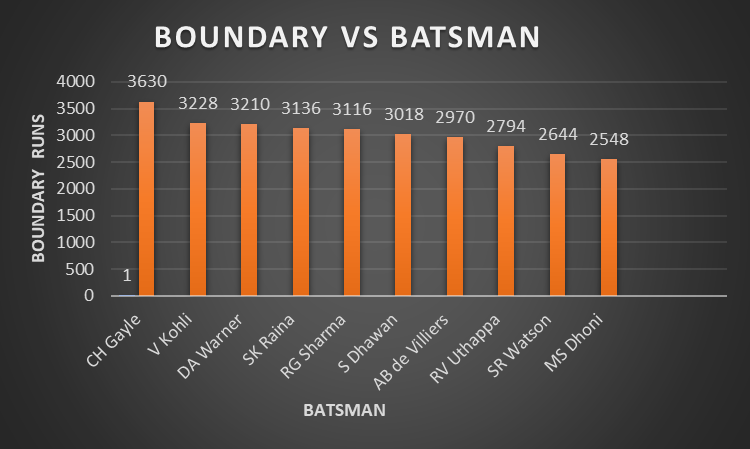 BOUNDARY VS BATSMAN
BOUNDARY RUNS
4000
3500
3000
2500
2000
1500
1000
500
0
1
3630
3228
3210
3136
3116
3018
2970
2794
2644
2548
CH Gayle
V Kohli
DA Warner
SK Raina
RG Sharma
S Dhawan
AB de Villiers
RV Uthappa
SR Watson
MS Dhoni
BATSMAN